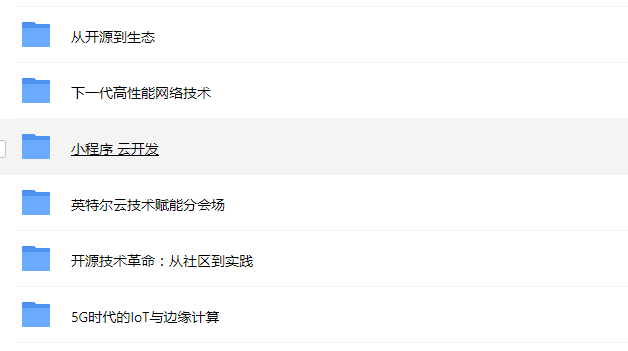 从开源到生态
下一代高性能网络技术
小程序 云开发
英特尔云技术赋能分会场
开源技术革命：从社区到实践
5G时代的IoT与边缘计算